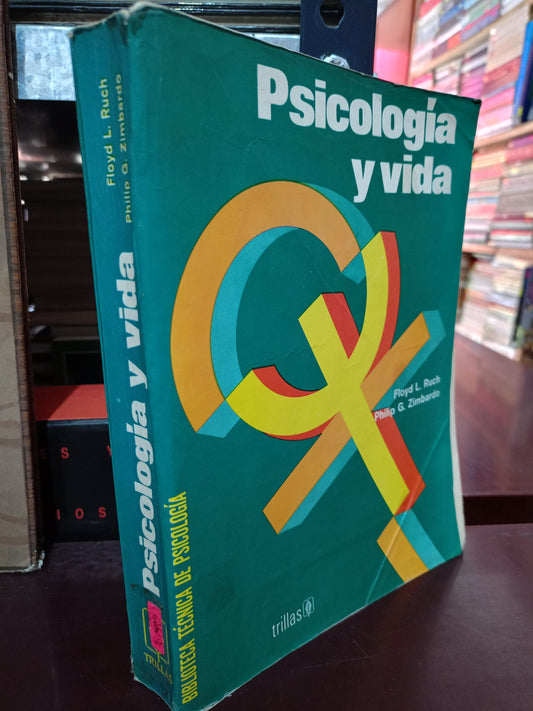 Psicología
y vida
Floyd L. Ruch
Philip G. Zimbardo
trillas
Floyd L. Ruch
Philip G. Zimbardo
Psicología y vida
BIBLIOTECA TÉCNICA DE PSICOLOGÍA
TRILLAS